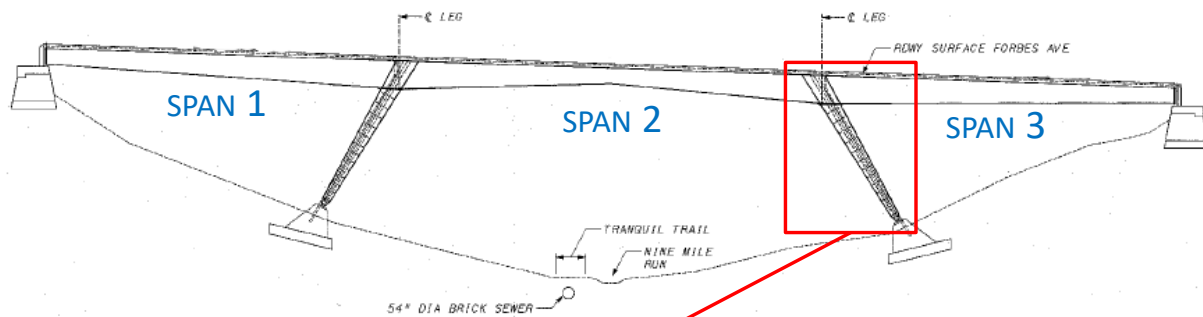 ℄ LEG
℄ LEG
RDWY SURFACE FORBES AVE
SPAN 1
SPAN 2
SPAN 3
TRANQUIL TRAIL
NINE MILE
RUN
54" DIA BRICK SEWER